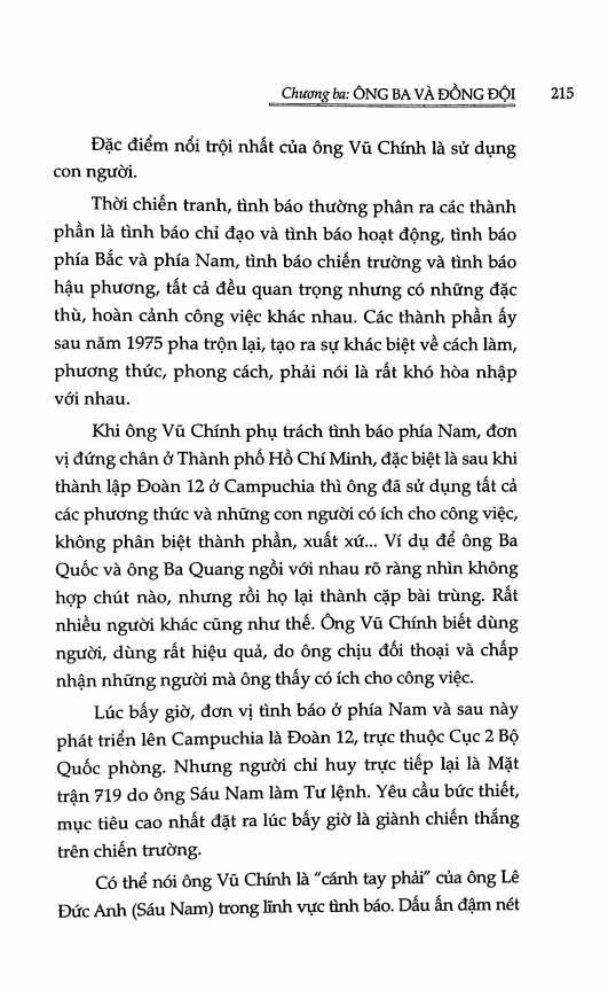 Chương ba: ÔNG BA VÀ ĐỒNG ĐỘI 215
Đặc điểm nổi trội nhất của ông Vũ Chính là sử dụng
con người.
Thời chiến tranh, tình báo thường phân ra các thành
phần là tình báo chỉ đạo và tình báo hoạt động, tình báo
phía Bắc và phía Nam, tình báo chiến trường và tình báo
hậu phương, tất cả đều quan trọng nhưng có những đặc
thù, hoàn cảnh công việc khác nhau. Các thành phần ấy
sau năm 1975 pha trộn lại, tạo ra sự khác biệt về cách làm,
phương thức, phong cách, phải nói là rất khó hòa nhập
với nhau.
Khi ông Vũ Chính phụ trách tình báo phía Nam, đơn
vị đứng chân ở Thành phố Hồ Chí Minh, đặc biệt là sau khi
thành lập Đoàn 12 ở Campuchia thì ông đã sử dụng tất cả
các phương thức và những con người có ích cho công việc,
không phân biệt thành phần, xuất xứ... Ví dụ để ông Ba
Quốc và ông Ba Quang ngồi với nhau rõ ràng nhìn không
hợp chút nào, nhưng rồi họ lại thành cặp bài trùng. Rất
nhiều người khác cũng như thế. Ông Vũ Chính biết dùng
người, dùng rất hiệu quả, do ông chịu đối thoại và chấp
nhận những người mà ông thấy có ích cho công việc.
Lúc bấy giờ, đơn vị tình báo ở phía Nam và sau này
phát triển lên Campuchia là Đoàn 12, trực thuộc Cục 2 Bộ
Quốc phòng. Nhưng người chỉ huy trực tiếp lại là Mặt
trận 719 do ông Sáu Nam làm Tư lệnh. Yêu cầu bức thiết,
mục tiêu cao nhất đặt ra lúc bấy giờ là giành chiến thắng
trên chiến trường.
Có thể nói ông Vũ Chính là "cánh tay phải" của ông Lê
Đức Anh (Sáu Nam) trong lĩnh vực tình báo. Dấu ấn đậm nét